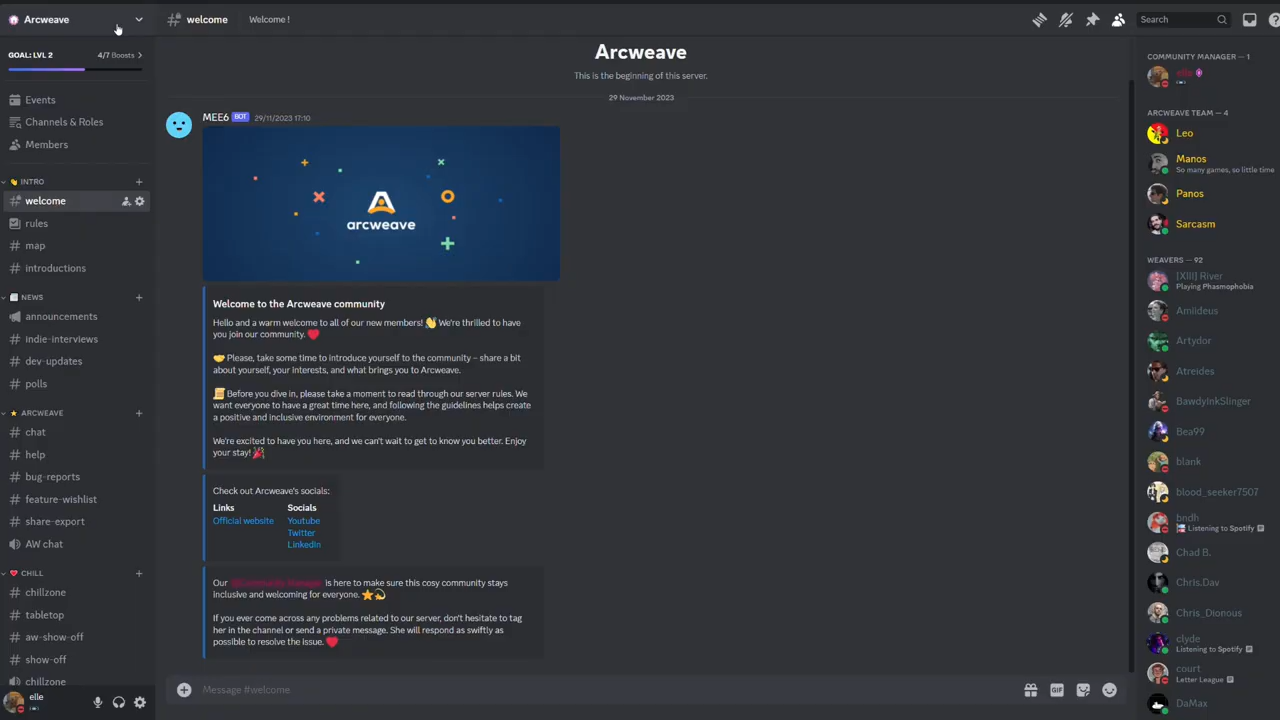 Arcweave
welcome
Welcome !
Search
GOAL: LVL 2
4/7 Boosts
Events
Channels & Roles
Members
INTRO
welcome
rules
map
introductions
NEWS
announcements
indie-interviews
dev-updates
polls
ARCWEAVE
chat
help
bug-reports
feature-wishlist
share-export
AW chat
CHILL
chillzone
tabletop
aw-show-off
show-off
chillzone
elle
Arcweave
This is the beginning of this server.
29 November 2023
MEE6 BOT 29/11/2023 17:10
arcweave
Welcome to the Arcweave community
Hello and a warm welcome to all of our new members! 👋 We're thrilled to have
you join our community. ❤️
🤝 Please, take some time to introduce yourself to the community – share a bit
about yourself, your interests, and what brings you to Arcweave.
📜 Before you dive in, please take a moment to read through our server rules. We
want everyone to have a great time here, and following the guidelines helps create
a positive and inclusive environment for everyone.
We're excited to have you here, and we can't wait to get to know you better. Enjoy
your stay! 🎉
Check out Arcweave's socials:
Links Socials
Official website Youtube
Twitter
LinkedIn
Our @Community Manager is here to make sure this cosy community stays
inclusive and welcoming for everyone. ⭐💫
If you ever come across any problems related to our server, don't hesitate to tag
her in the channel or send a private message. She will respond as swiftly as
possible to resolve the issue. ❤️
Message #welcome
GIF
COMMUNITY MANAGER — 1
elle
ARCWEAVE TEAM — 4
Leo
Manos
So many games, so little time
Panos
Sarcasm
WEAVERS — 92
[XIII] River
Playing Phasmophobia
Amiideus
Artydor
Atreides
BawdyInkSlinger
Bea99
blank
blood_seeker7507
bndh
Listening to Spotify
Chad B.
Chris.Dav
Chris_Dionous
clyde
Listening to Spotify
court
Letter League
DaMax